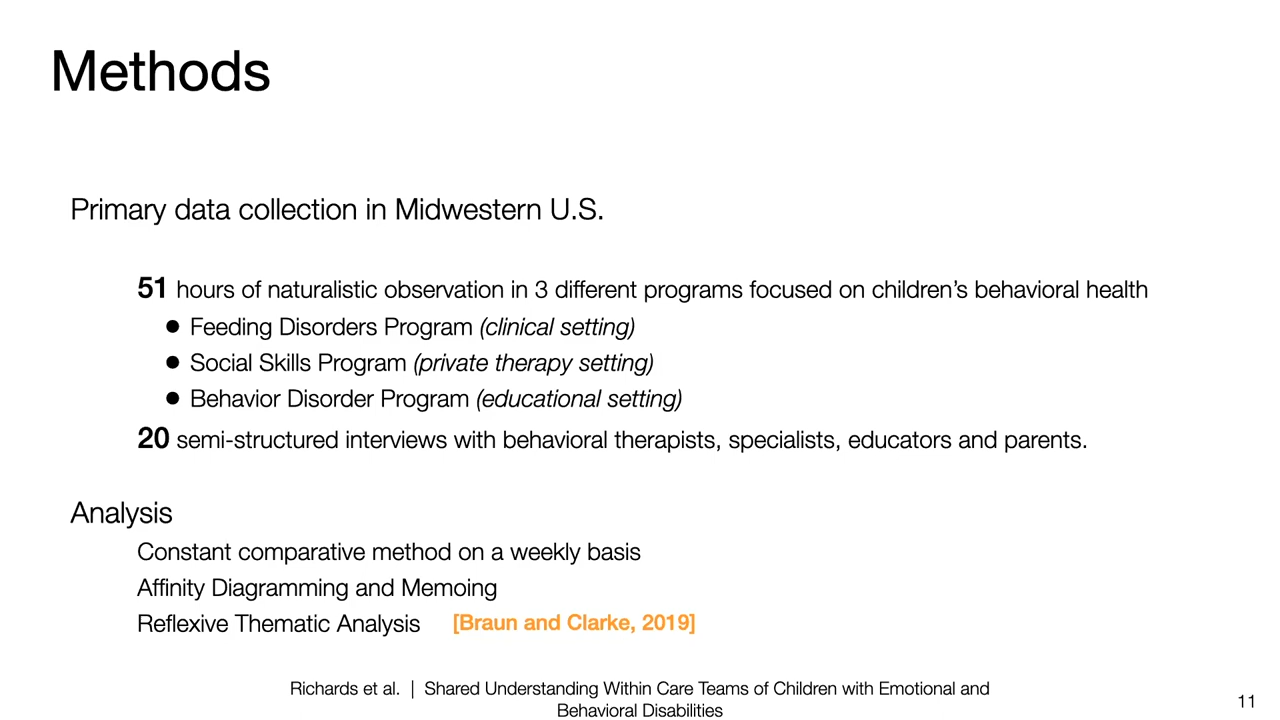 Methods
Primary data collection in Midwestern U.S.
51 hours of naturalistic observation in 3 different programs focused on children’s behavioral health
● Feeding Disorders Program (clinical setting)
● Social Skills Program (private therapy setting)
● Behavior Disorder Program (educational setting)
20 semi-structured interviews with behavioral therapists, specialists, educators and parents.
Analysis
Constant comparative method on a weekly basis
Affinity Diagramming and Memoing
Reflexive Thematic Analysis [Braun and Clarke, 2019]
Richards et al. | Shared Understanding Within Care Teams of Children with Emotional and
Behavioral Disabilities
11